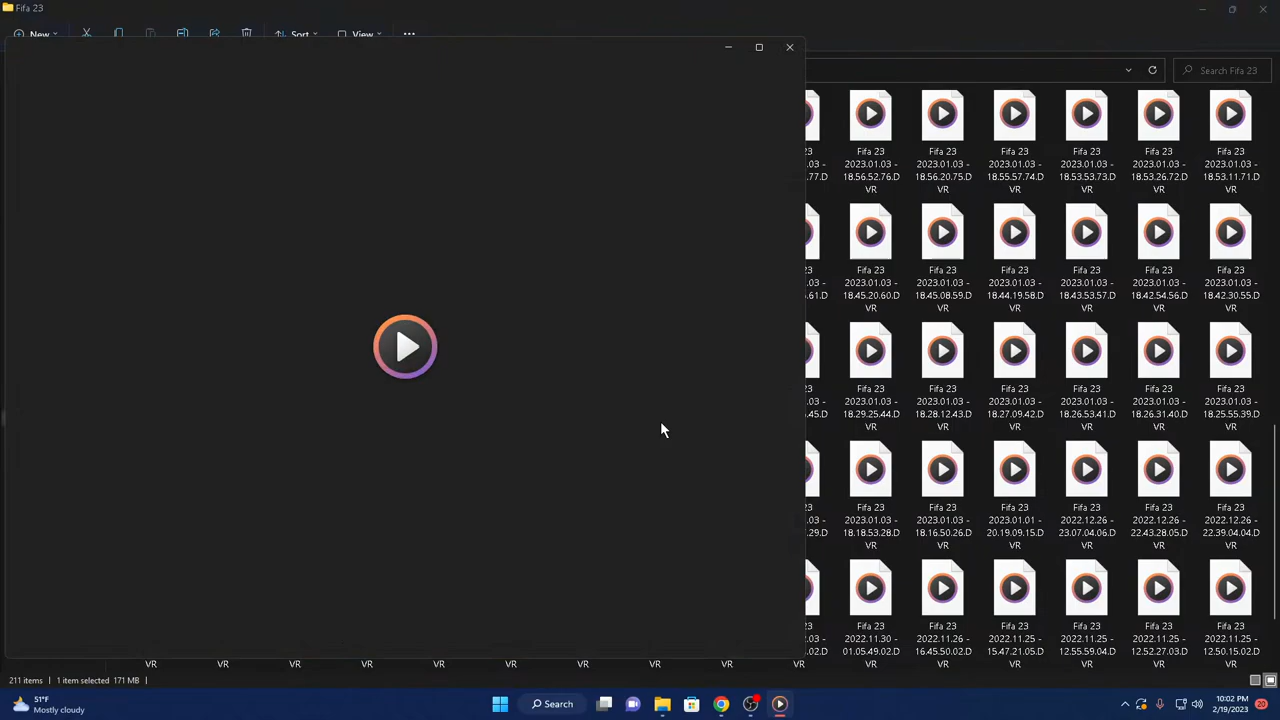 Fifa 23
New Sort View •••
Search Fifa 23
.77.D 2023.01.03 - 2023.01.03 - 2023.01.03 - 2023.01.03 - 2023.01.03 - 2023.01.03 -
Fifa 23 Fifa 23 Fifa 23 Fifa 23 Fifa 23 Fifa 23
18.56.52.76.D 18.56.20.75.D 18.55.57.74.D 18.53.53.73.D 18.53.26.72.D 18.53.11.71.D
VR VR VR VR VR VR
Fifa 23 Fifa 23 Fifa 23 Fifa 23 Fifa 23 Fifa 23
2023.01.03 - 2023.01.03 - 2023.01.03 - 2023.01.03 - 2023.01.03 - 2023.01.03 -
.61.D 18.45.20.60.D 18.45.08.59.D 18.44.19.58.D 18.43.53.57.D 18.42.54.56.D 18.42.30.55.D
VR VR VR VR VR VR
Fifa 23 Fifa 23 Fifa 23 Fifa 23 Fifa 23 Fifa 23
2023.01.03 - 2023.01.03 - 2023.01.03 - 2023.01.03 - 2023.01.03 - 2023.01.03 -
.45.D 18.29.25.44.D 18.28.12.43.D 18.27.09.42.D 18.26.53.41.D 18.26.31.40.D 18.25.55.39.D
VR VR VR VR VR VR
Fifa 23 Fifa 23 Fifa 23 Fifa 23 Fifa 23 Fifa 23
2023.01.03 - 2023.01.03 - 2023.01.01 - 2022.12.26 - 2022.12.26 - 2022.12.26 -
.29.D 18.18.53.28.D 18.16.50.26.D 20.19.09.15.D 23.07.04.06.D 22.43.28.05.D 22.39.04.04.D
VR VR VR VR VR VR
Fifa 23 Fifa 23 Fifa 23 Fifa 23 Fifa 23 Fifa 23
2022.11.30 - 2022.11.26 - 2022.11.25 - 2022.11.25 - 2022.11.25 - 2022.11.25 -
.02.D 01.05.49.02.D 16.45.50.02.D 15.47.21.05.D 12.55.59.04.D 12.52.27.03.D 12.50.15.02.D
VR VR VR VR VR VR VR VR VR VR VR VR VR VR VR VR
211 items 1 item selected 171 MB
51°F
Mostly cloudy
Search
10:02 PM
2/19/2023
20